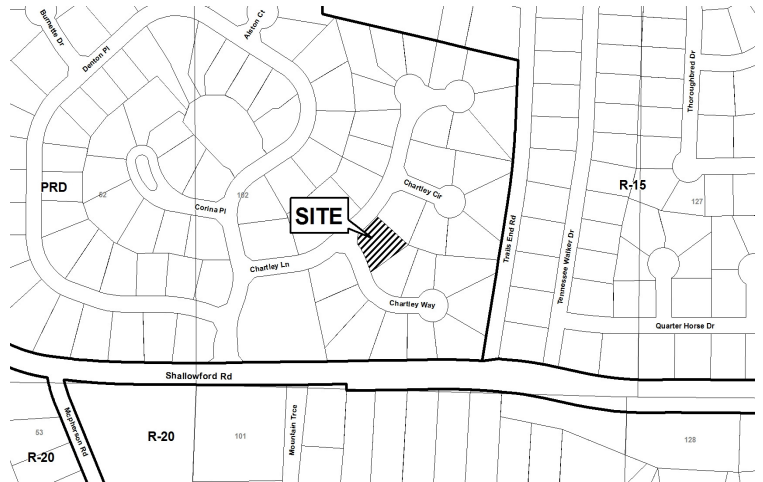 Burnette Dr
Alston Ct
Denton Pl
Thoroughbred Dr
PRD
62
102
Corina Pl
SITE
Chartley Cir
R-15
127
Trails End Rd
Tennessee Walker Dr
Chartley Ln
Chartley Way
Quarter Horse Dr
Shallowford Rd
Mcpherson Rd
53
R-20
R-20
101
Mountain Trce
128